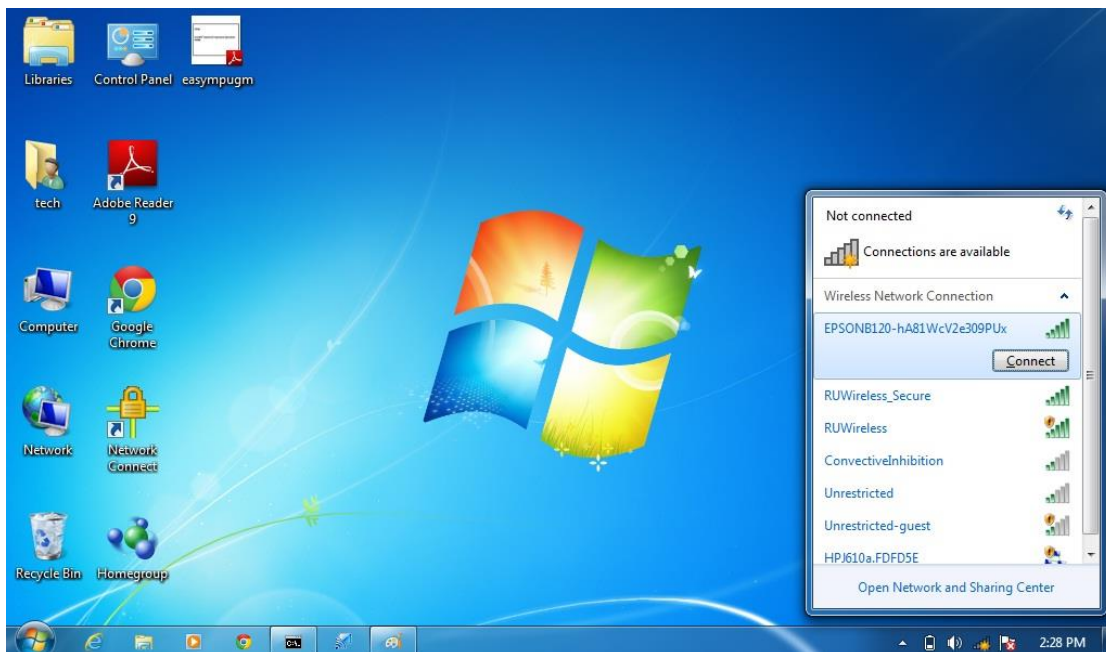 Libraries
Control Panel
easympugm
tech
Adobe Reader
9
Computer
Google
Chrome
Network
Network
Connect
Recycle Bin
Homegroup
Not connected
Connections are available
Wireless Network Connection
EPSONB120-hA81WcV2e309PUx
Connect
RUWireless_Secure
RUWireless
ConvectiveInhibition
Unrestricted
Unrestricted-guest
HPJ610a.FDFD5E
Open Network and Sharing Center
2:28 PM